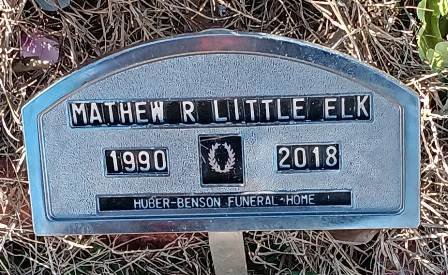 MATHEW R LITTLE ELK
1990 2018
HUBER-BENSON FUNERAL HOME